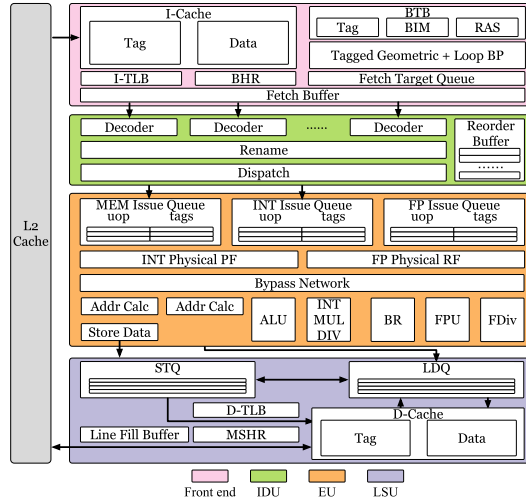 I-Cache
BTB
Tag
Data
Tag
BIM
RAS
Tagged Geometric + Loop BP
I-TLB
BHR
Fetch Target Queue
Fetch Buffer
Decoder
Decoder
......
Decoder
Reorder
Buffer
......
Rename
Dispatch
L2
Cache
MEM Issue Queue
uop
tags
INT Issue Queue
uop
tags
FP Issue Queue
uop
tags
INT Physical PF
FP Physical RF
Bypass Network
Addr Calc
Addr Calc
Store Data
ALU
INT
MUL
DIV
BR
FPU
FDiv
STQ
LDQ
D-TLB
D-Cache
Line Fill Buffer
MSHR
Tag
Data
Front end
IDU
EU
LSU